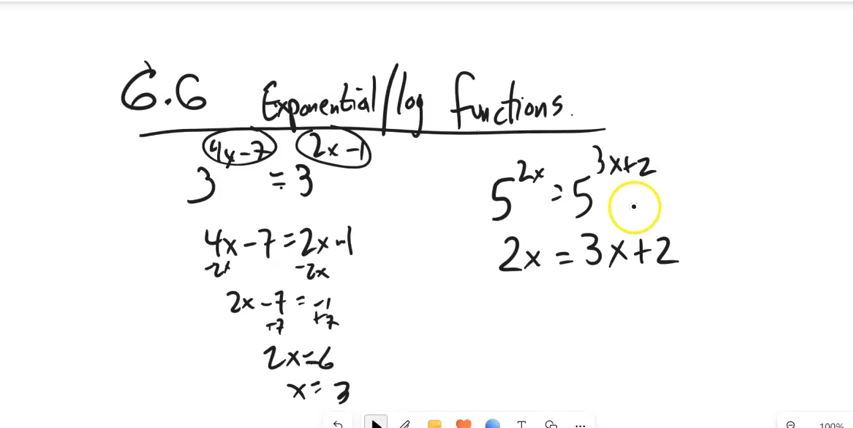 6.6 Exponential/log functions.
3^{4x-7} = 3^{2x-1}
4x-7=2x-1
-2x -2x
2x-7=-1
+7 +7
2x=6
x=3
5^{2x} = 5^{3x+2}
2x = 3x+2
T ... 100%